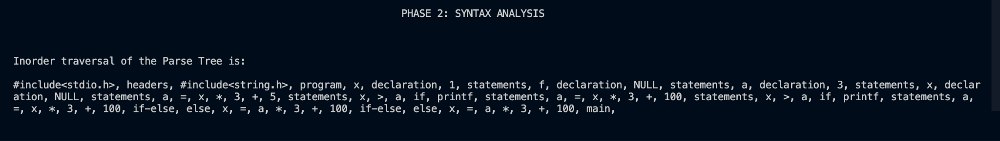 PHASE 2: SYNTAX ANALYSIS
Inorder traversal of the Parse Tree is:
#include<stdio.h>, headers, #include<string.h>, program, x, declaration, 1, statements, f, declaration, NULL, statements, a, declaration, 3, statements, x, declar
ation, NULL, statements, a, =, x, *, 3, +, 5, statements, x, >, a, if, printf, statements, a, =, x, *, 3, +, 100, statements, x, >, a, if, printf, statements, a,
=, x, *, 3, +, 100, if-else, else, x, =, a, *, 3, +, 100, if-else, else, x, =, a, *, 3, +, 100, main,